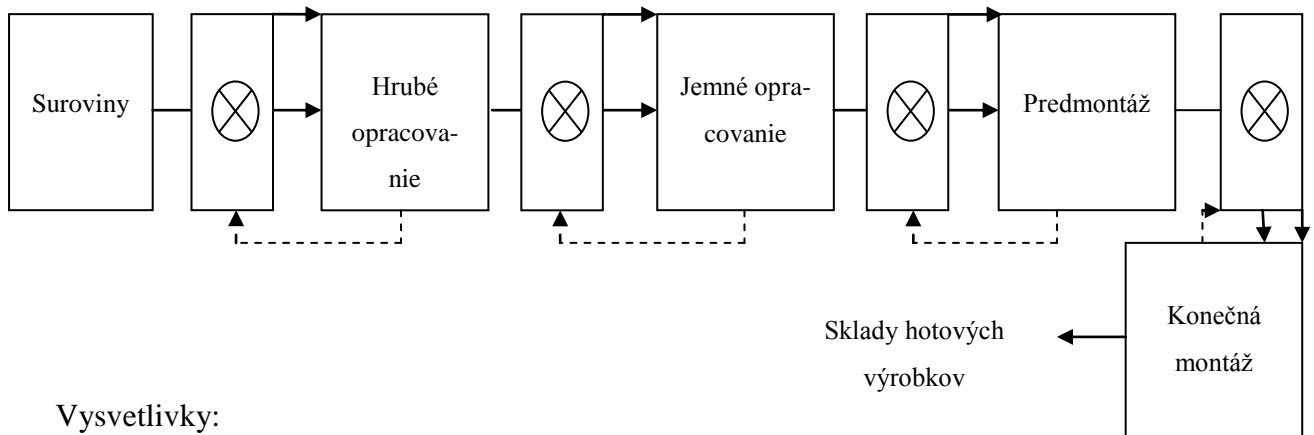 Suroviny
Hrubé
opracova-
nie
Jemné opra-
covanie
Predmontáž
Konečná
montáž
Sklady hotových
výrobkov
Vysvetlivky: